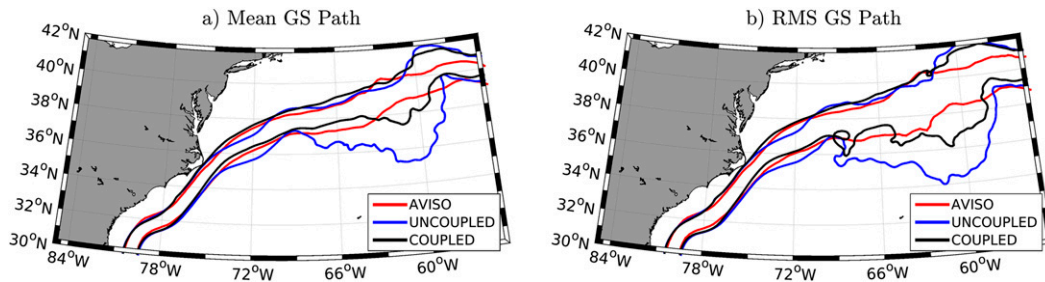 a) Mean GS Path
42°N
40°N
38°N
36°N
34°N
32°N
30°N
84°W
78°W
72°W
66°W
60°W
AVISO
UNCOUPLED
COUPLED
b) RMS GS Path
42°N
40°N
38°N
36°N
34°N
32°N
30°N
84°W
78°W
72°W
66°W
60°W
AVISO
UNCOUPLED
COUPLED